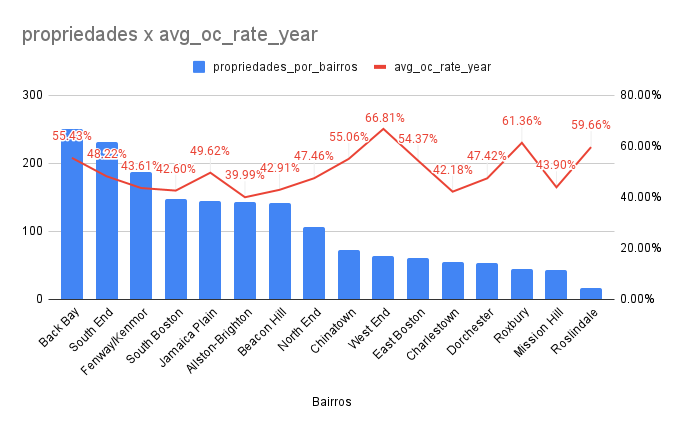 propriedades x avg_oc_rate_year
propriedades_por_bairros avg_oc_rate_year
300 80.00%
200 60.00%
100 40.00%
0 20.00%
0.00%
55.43%
48.22%
43.61%
42.60%
49.62%
39.99%
42.91%
47.46%
55.06%
66.81%
54.37%
42.18%
47.42%
61.36%
43.90%
59.66%
Back Bay
South End
Fenway/Kenmor
South Boston
Jamaica Plain
Allston-Brighton
Beacon Hill
North End
Chinatown
West End
East Boston
Charlestown
Dorchester
Roxbury
Mission Hill
Roslindale
Bairros